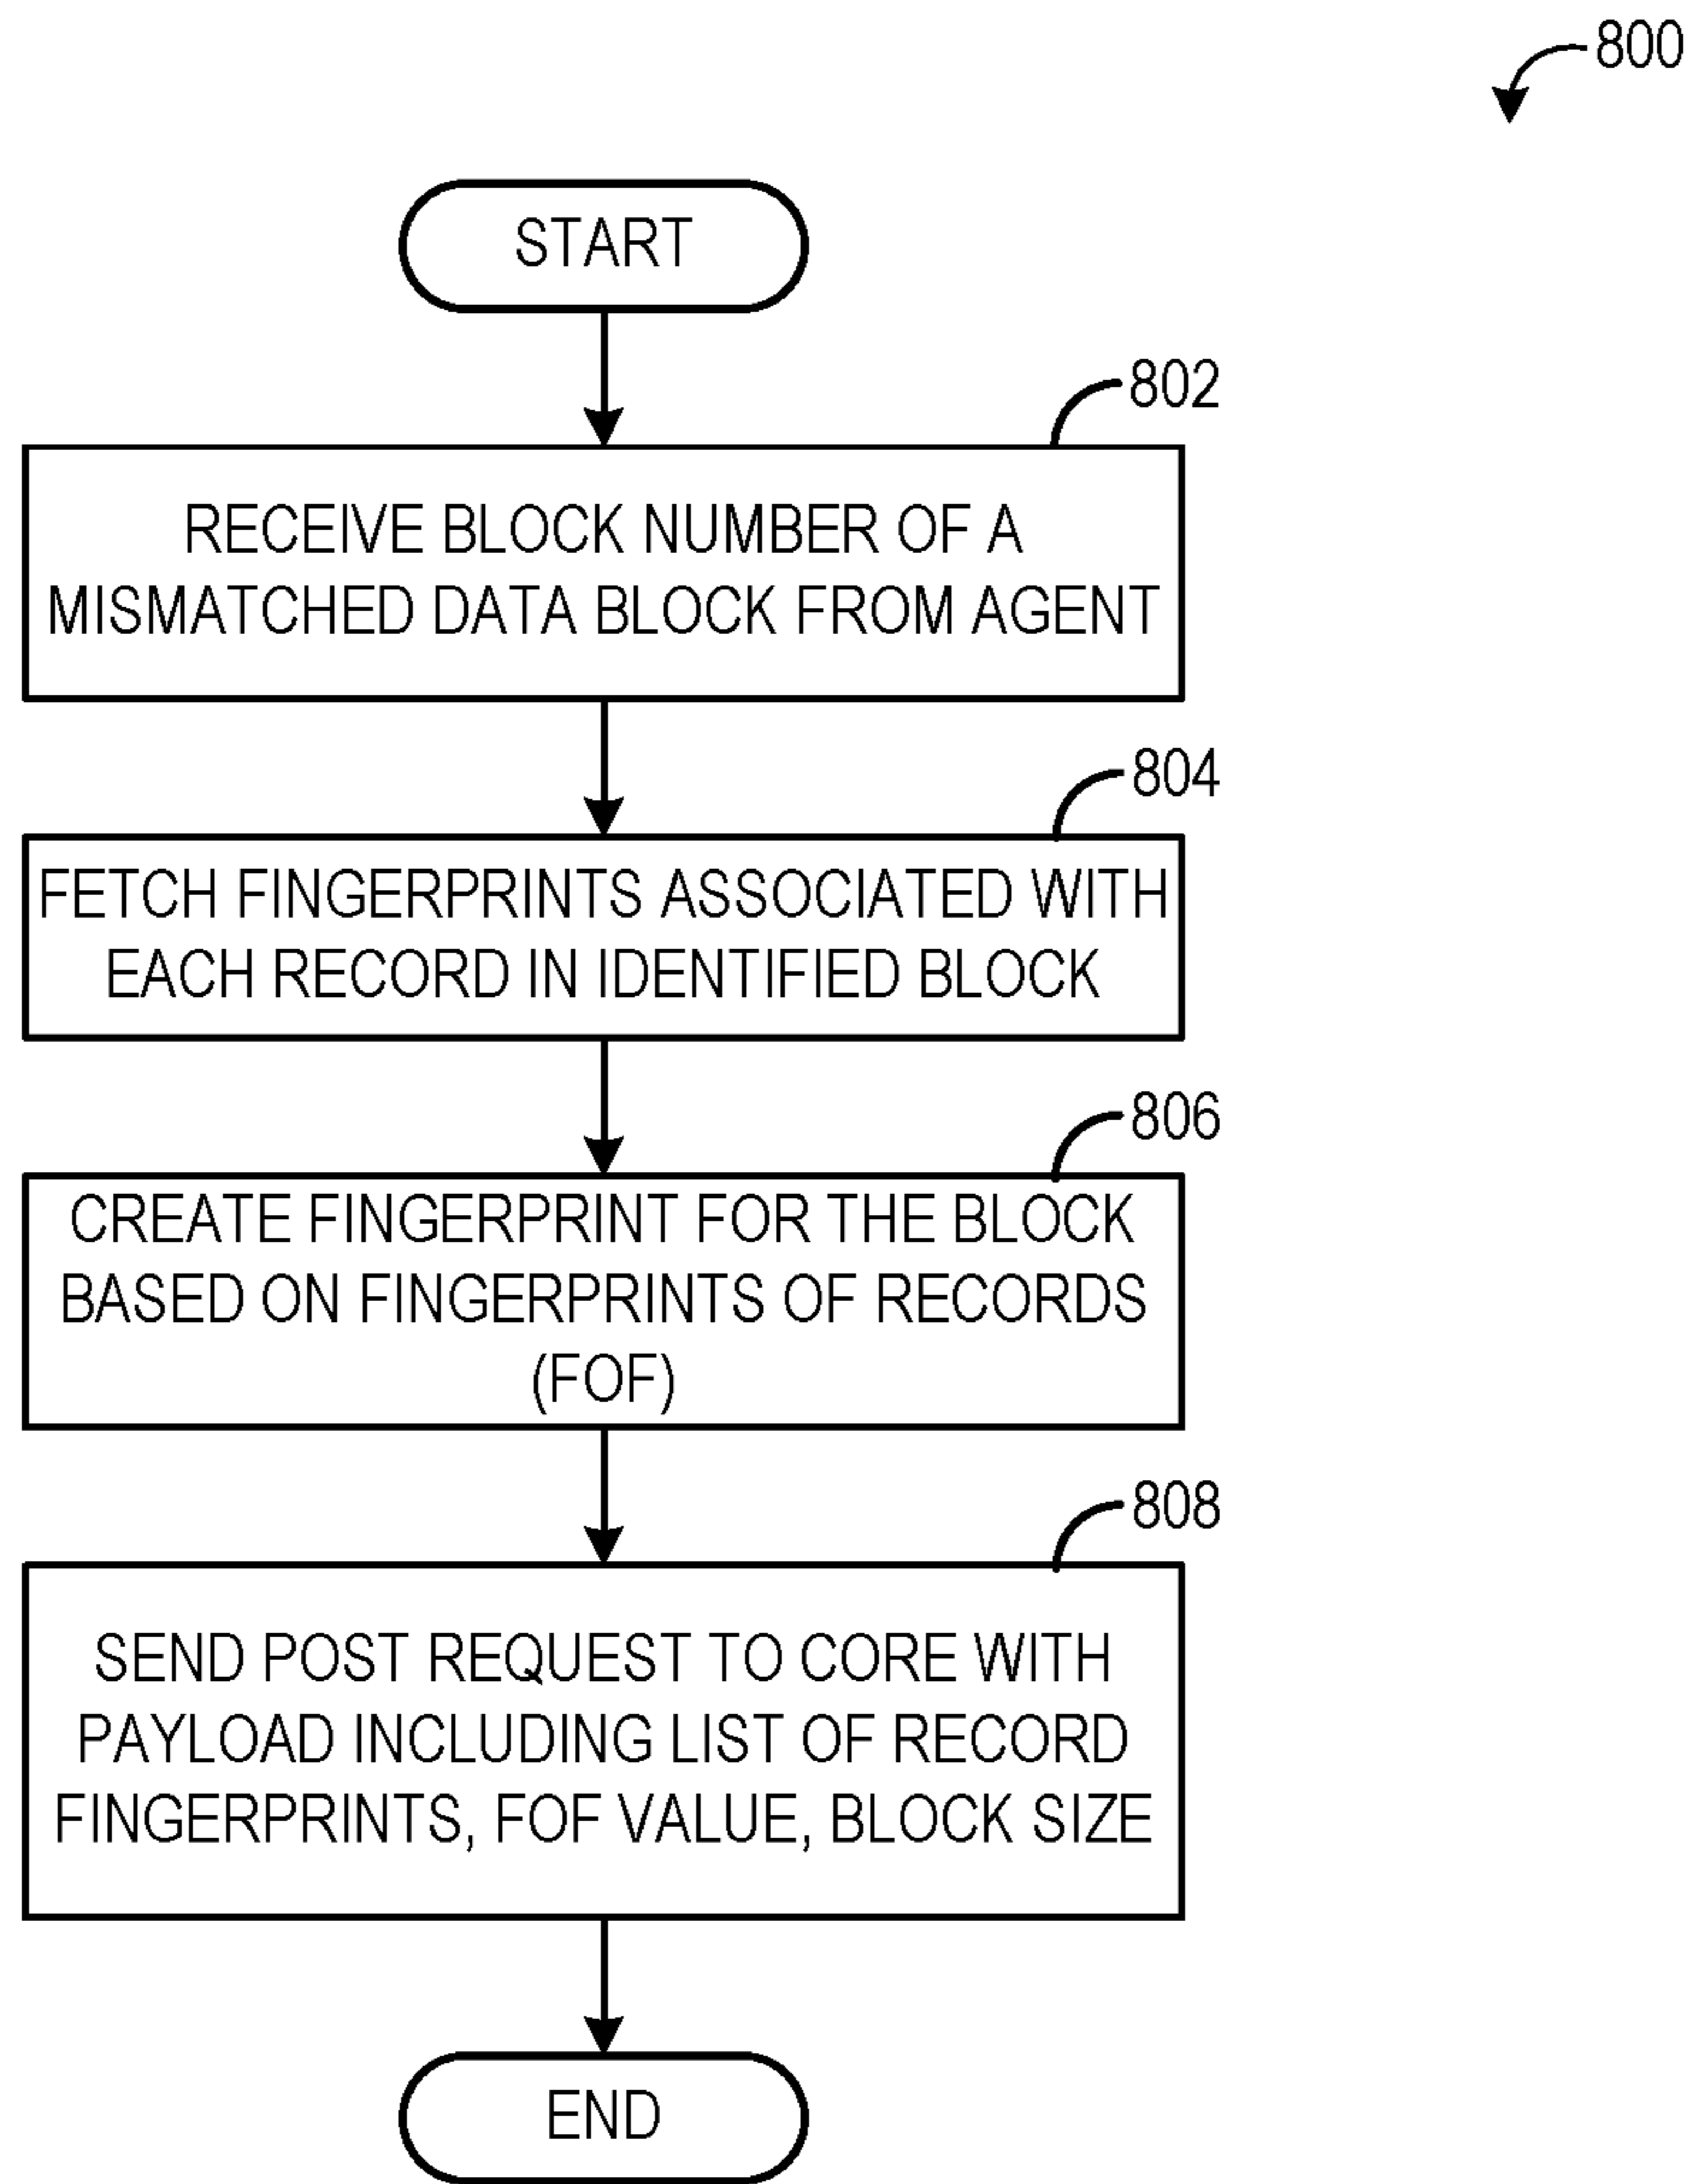 800
START
802
RECEIVE BLOCK NUMBER OF A
MISMATCHED DATA BLOCK FROM AGENT
804
FETCH FINGERPRINTS ASSOCIATED WITH
EACH RECORD IN IDENTIFIED BLOCK
806
CREATE FINGERPRINT FOR THE BLOCK
BASED ON FINGERPRINTS OF RECORDS
(FOF)
808
SEND POST REQUEST TO CORE WITH
PAYLOAD INCLUDING LIST OF RECORD
FINGERPRINTS, FOF VALUE, BLOCK SIZE
END